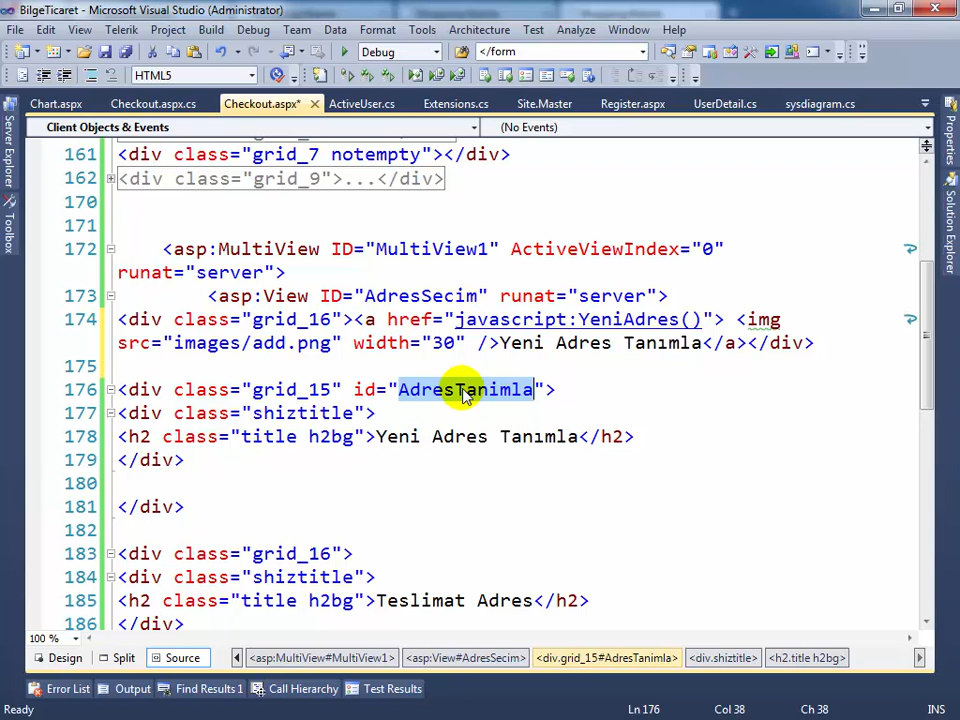 BilgeTicaret - Microsoft Visual Studio (Administrator)
File Edit View Telerik Project Build Debug Team Data Format Tools Architecture Test Analyze Window Help
Debug </form
HTML5
Chart.aspx Checkout.aspx.cs Checkout.aspx* ActiveUser.cs Extensions.cs Site.Master Register.aspx UserDetail.cs sysdiagram.cs
Client Objects & Events (No Events)
Server Explorer
Toolbox
Properties
Solution Explorer
161 <div class="grid_7 notempty"></div>
162 <div class="grid_9">...</div>
170
171
172 <asp:MultiView ID="MultiView1" ActiveViewIndex="0"
runat="server">
173 <asp:View ID="AdresSecim" runat="server">
174 <div class="grid_16"><a href="javascript:YeniAdres()"> <img
src="images/add.png" width="30" />Yeni Adres Tanımla</a></div>
175
176 <div class="grid_15" id="AdresTanimla">
177 <div class="shiztitle">
178 <h2 class="title h2bg">Yeni Adres Tanımla</h2>
179 </div>
180
181 </div>
182
183 <div class="grid_16">
184 <div class="shiztitle">
185 <h2 class="title h2bg">Teslimat Adres</h2>
186 </div>
100 %
Design Split Source <asp:MultiView#MultiView1> <asp:View#AdresSecim> <div.grid_15#AdresTanimla> <div.shiztitle> <h2.title h2bg>
Error List Output Find Results 1 Call Hierarchy Test Results
Ready Ln 176 Col 38 Ch 38 INS